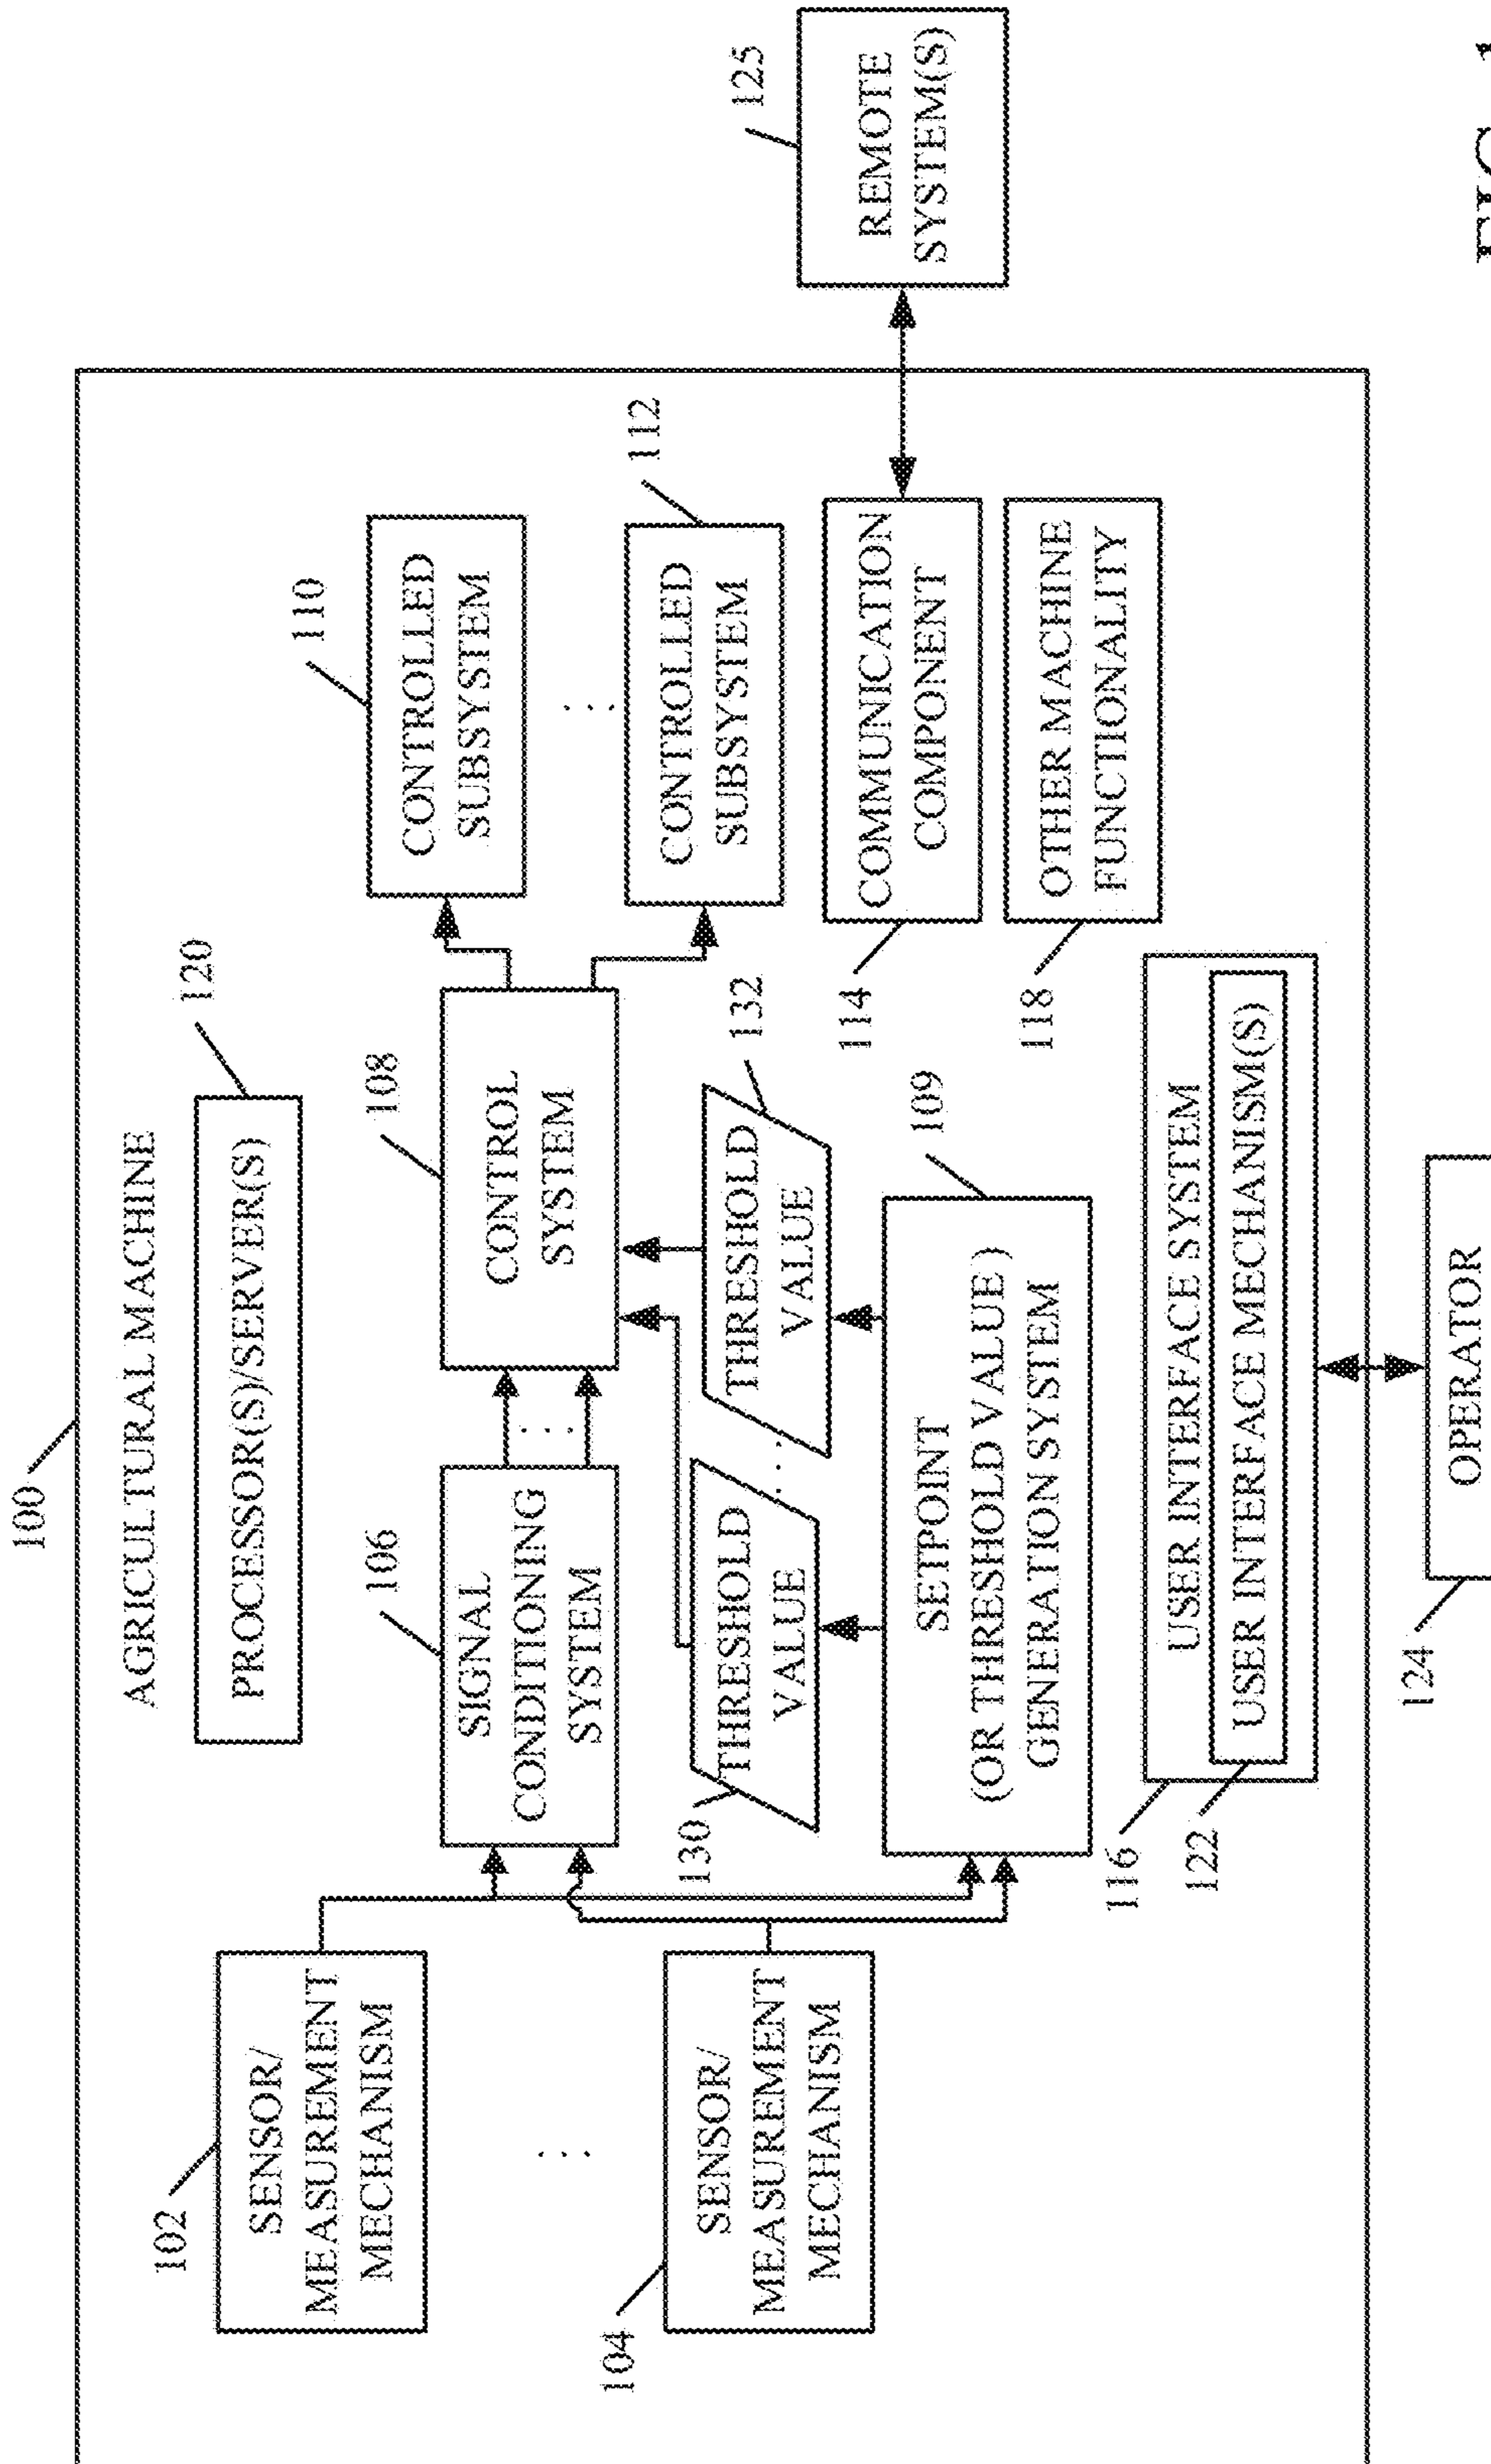 100
AGRICULTURAL MACHINE
120
PROCESSOR(S)/SERVER(S)
102
SENSOR/
MEASUREMENT
MECHANISM
. . .
104
SENSOR/
MEASUREMENT
MECHANISM
106
SIGNAL
CONDITIONING
SYSTEM
. . .
108
CONTROL
SYSTEM
110
CONTROLLED
SUBSYSTEM
. . .
112
CONTROLLED
SUBSYSTEM
130
THRESHOLD
VALUE
. . .
132
THRESHOLD
VALUE
109
SETPOINT
(OR THRESHOLD VALUE )
GENERATION SYSTEM
114
COMMUNICATION
COMPONENT
118
OTHER MACHINE
FUNCTIONALITY
125
REMOTE
SYSTEM(S)
116
USER INTERFACE SYSTEM
122
USER INTERFACE MECHANISM(S)
124
OPERATOR